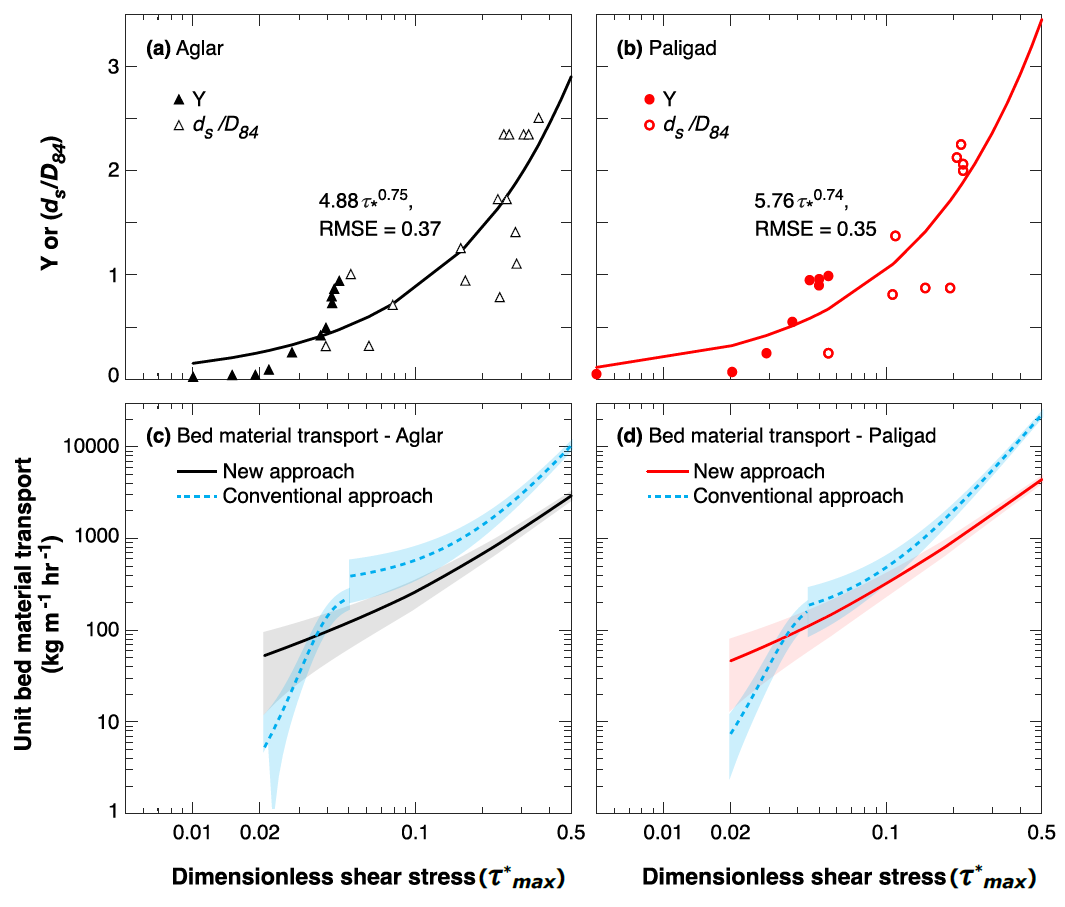 (a) Aglar
Y
d_s/D_84
4.88 τ_*^0.75,
RMSE = 0.37
Y or (d_s/D_84)
3
2
1
0
(b) Paligad
Y
d_s/D_84
5.76 τ_*^0.74,
RMSE = 0.35
(c) Bed material transport - Aglar
New approach
Conventional approach
Unit bed material transport
(kg m^-1 hr^-1)
10000
1000
100
10
1
0.01 0.02 0.1 0.5
Dimensionless shear stress (τ^*_max)
(d) Bed material transport - Paligad
New approach
Conventional approach
0.01 0.02 0.1 0.5
Dimensionless shear stress (τ^*_max)